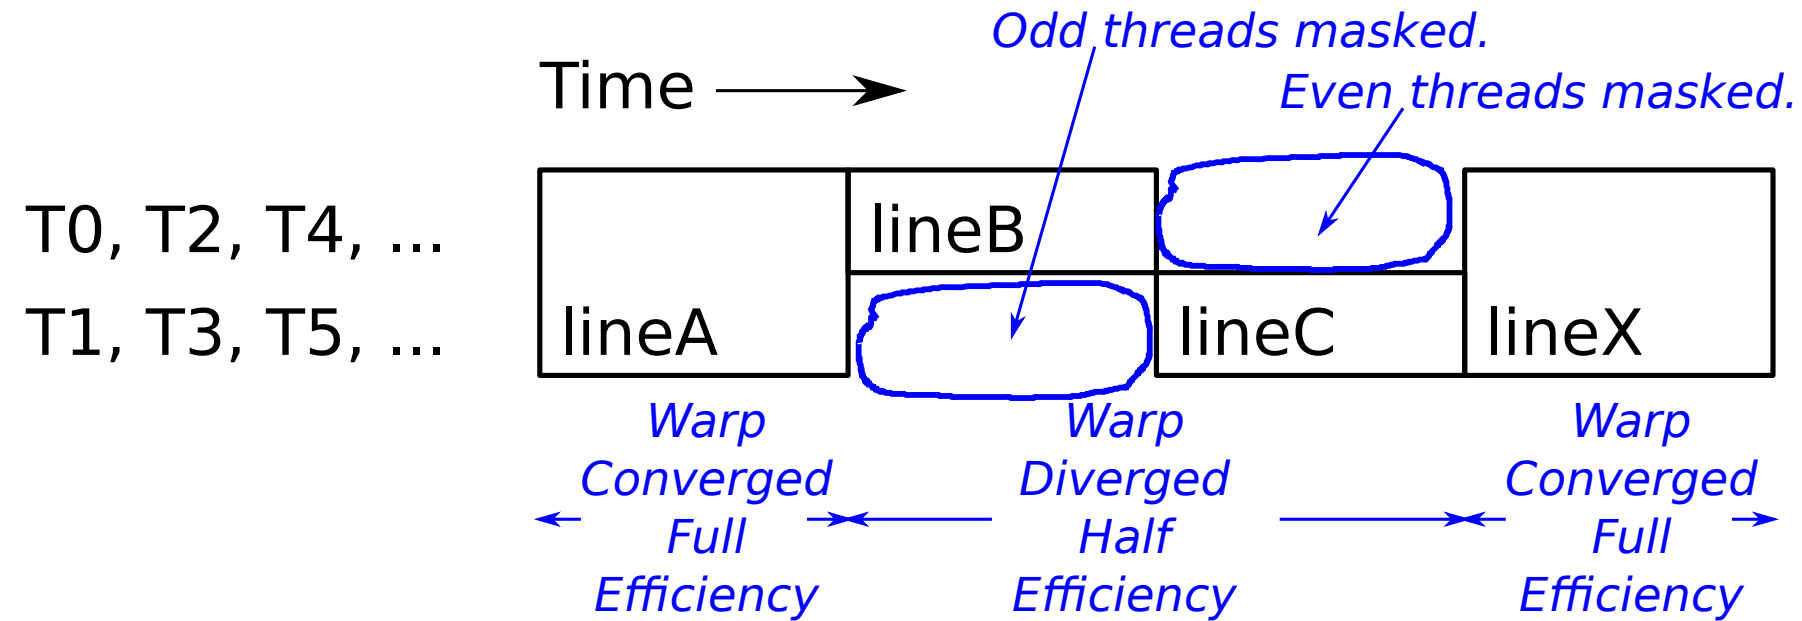 Odd threads masked.
Time
Even threads masked.
T0, T2, T4, ...
lineB
T1, T3, T5, ...
lineA
lineC
lineX
Warp
Converged
Full
Efficiency
Warp
Diverged
Half
Efficiency
Warp
Converged
Full
Efficiency